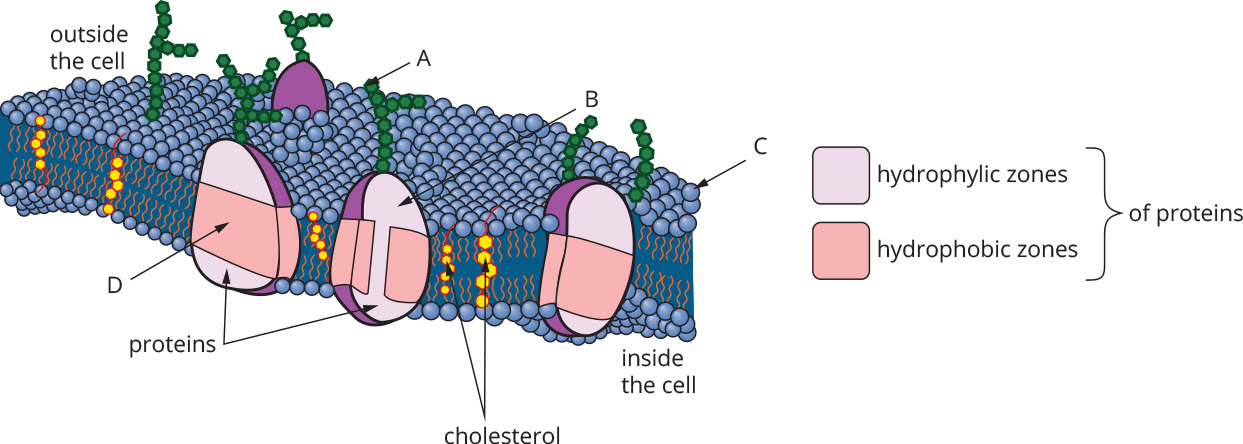 outside
the cell
A
B
C
hydrophylic zones
of proteins
hydrophobic zones
D
proteins
inside
the cell
cholesterol